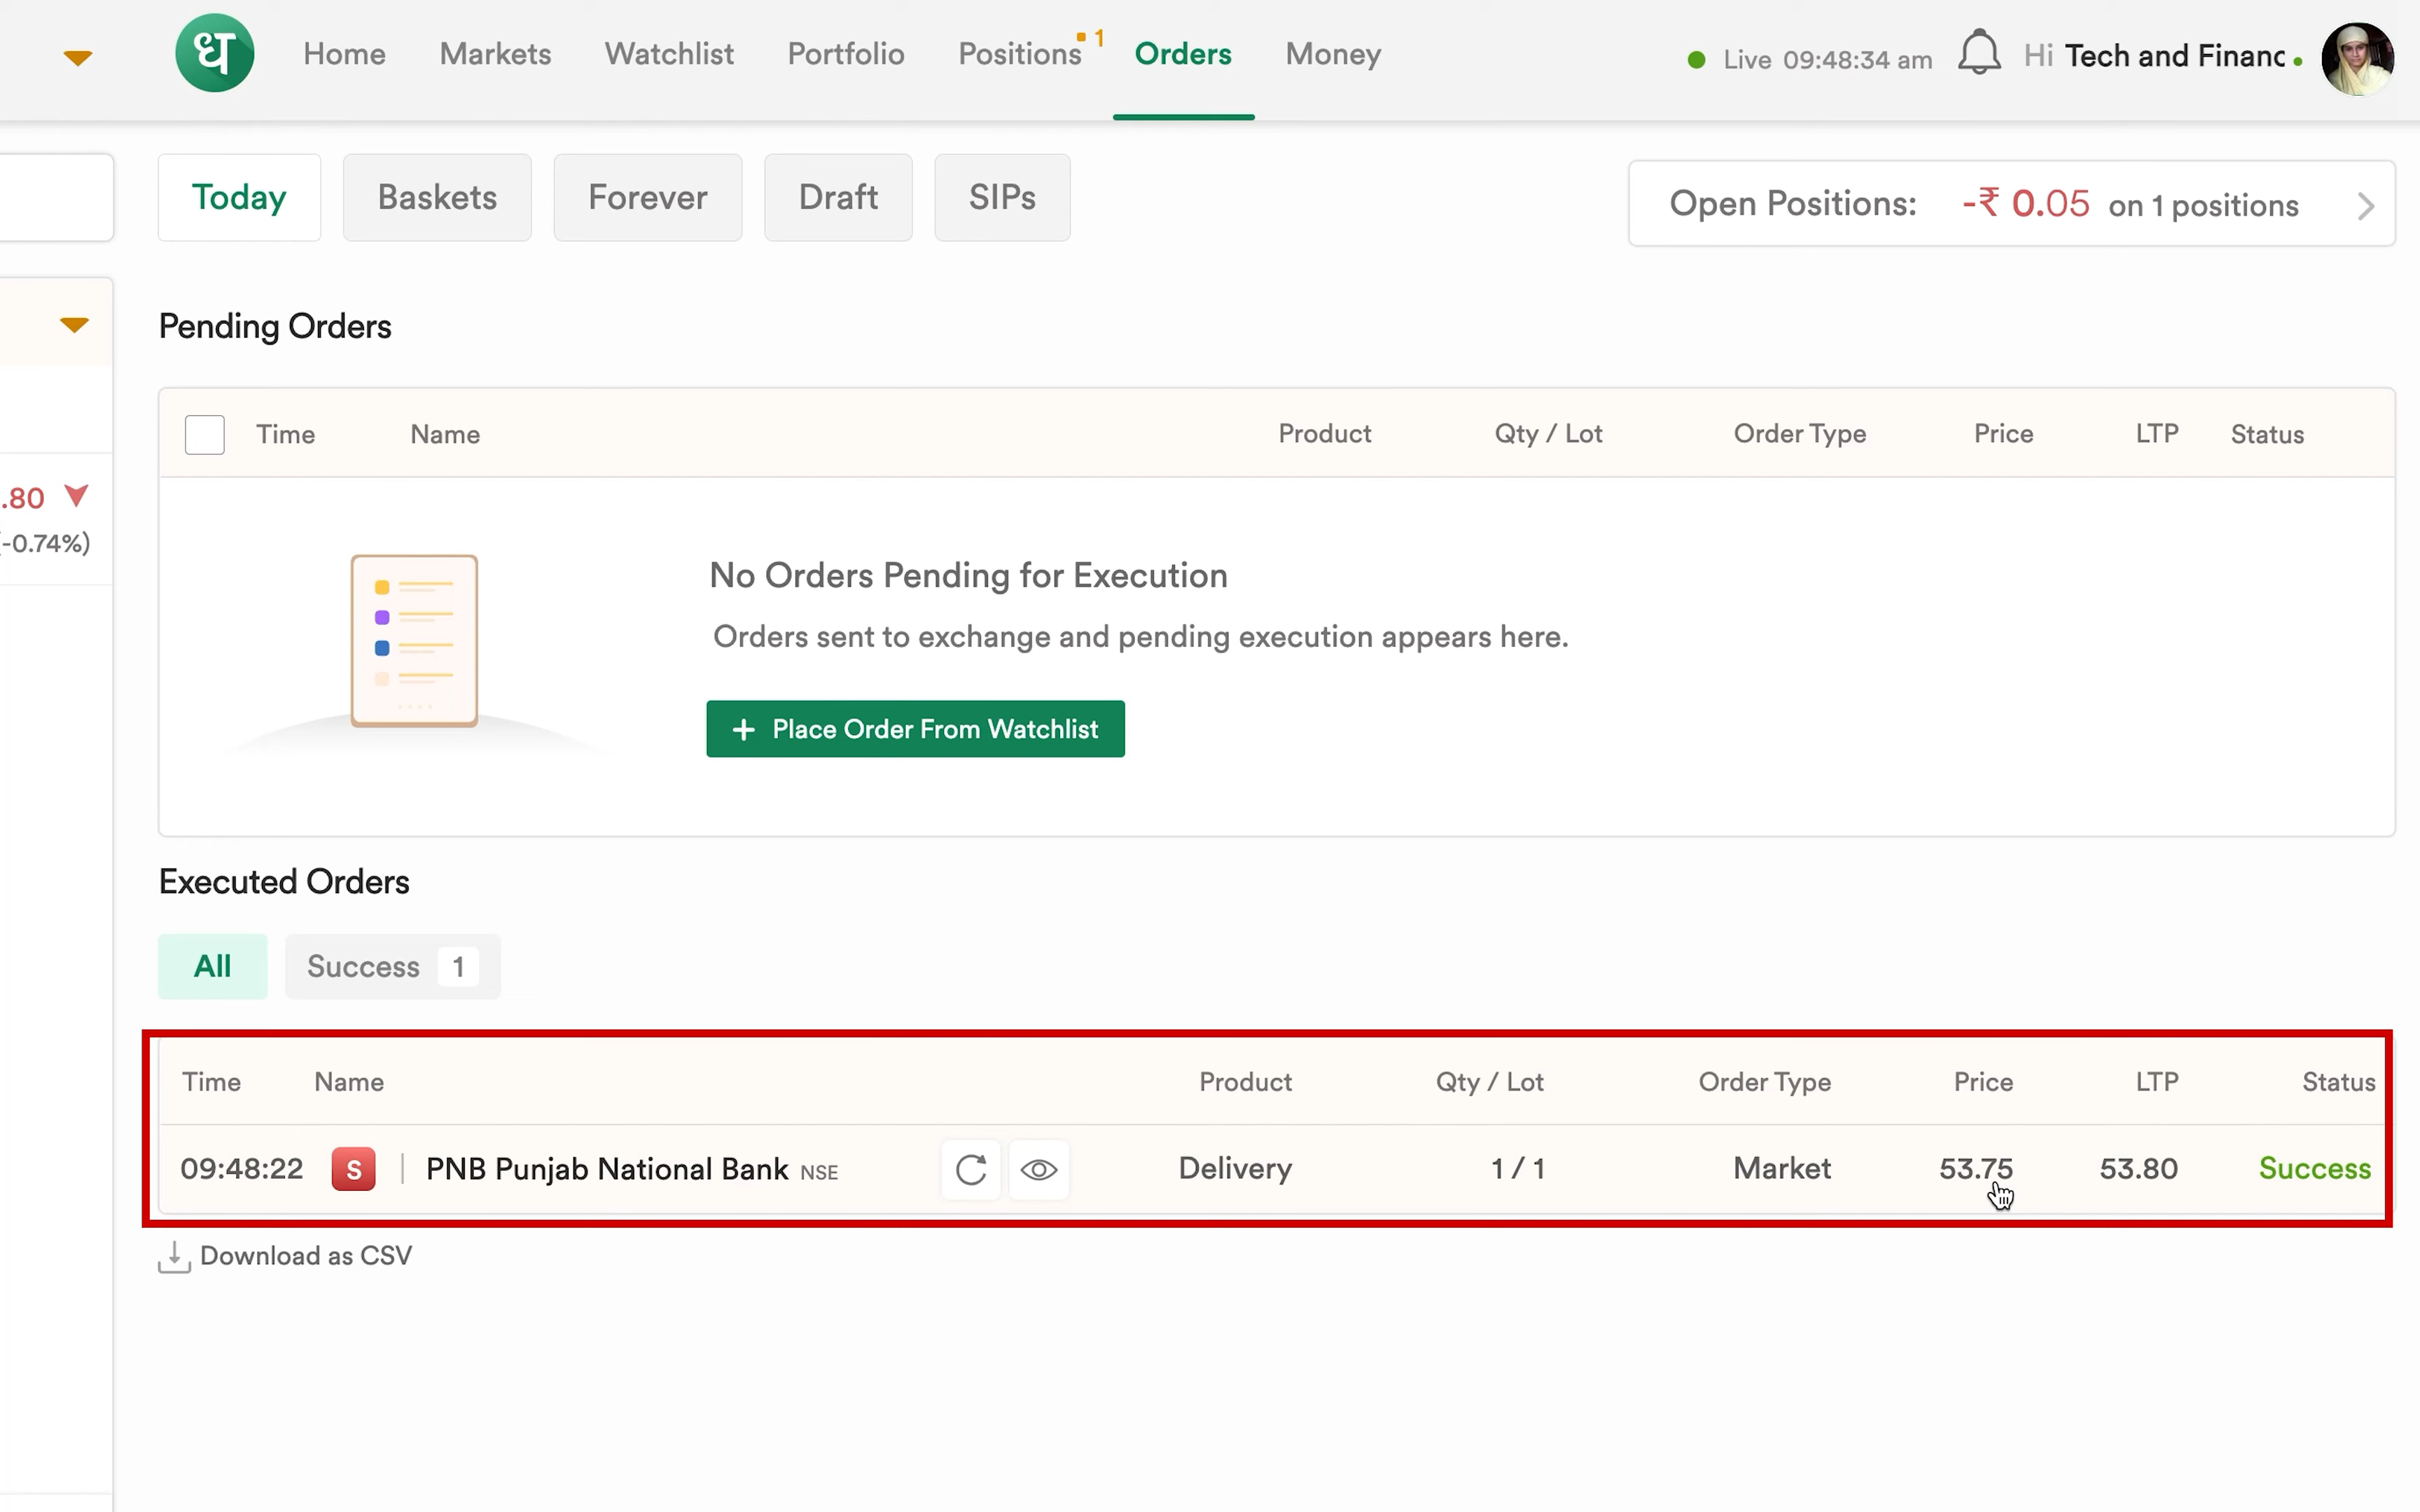 ध
Home Markets Watchlist Portfolio Positions 1 Orders Money
Live 09:48:34 am Hi Tech and Financ
Today Baskets Forever Draft SIPs
Open Positions: -₹ 0.05 on 1 positions
Pending Orders
Time Name Product Qty / Lot Order Type Price LTP Status
.80
(-0.74%)
No Orders Pending for Execution
Orders sent to exchange and pending execution appears here.
+ Place Order From Watchlist
Executed Orders
All Success 1
Time Name Product Qty / Lot Order Type Price LTP Status
09:48:22 S PNB Punjab National Bank NSE Delivery 1 / 1 Market 53.75 53.80 Success
Download as CSV